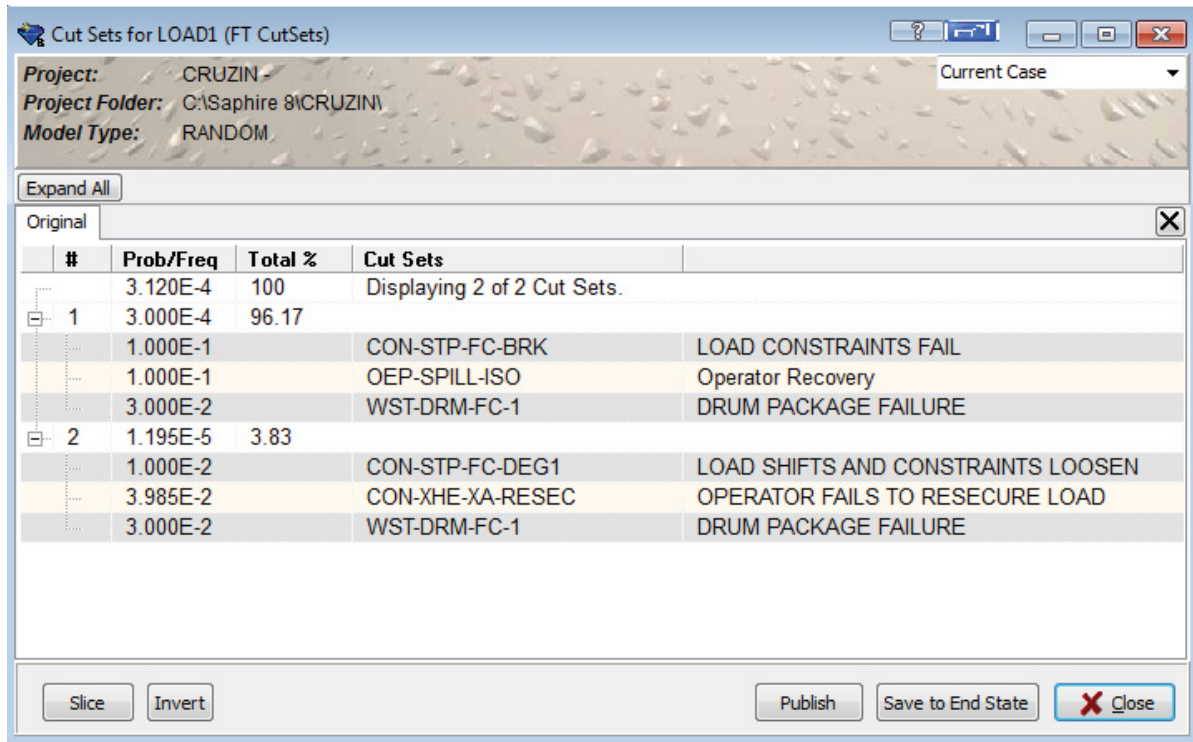 Cut Sets for LOAD1 (FT CutSets)
Project: CRUZIN -
Current Case
Project Folder: C:\Saphire 8\CRUZIN\
Model Type: RANDOM
Expand All
Original
# Prob/Freq Total % Cut Sets
3.120E-4 100 Displaying 2 of 2 Cut Sets.
1 3.000E-4 96.17
1.000E-1 CON-STP-FC-BRK LOAD CONSTRAINTS FAIL
1.000E-1 OEP-SPILL-ISO Operator Recovery
3.000E-2 WST-DRM-FC-1 DRUM PACKAGE FAILURE
2 1.195E-5 3.83
1.000E-2 CON-STP-FC-DEG1 LOAD SHIFTS AND CONSTRAINTS LOOSEN
3.985E-2 CON-XHE-XA-RESEC OPERATOR FAILS TO RESECURE LOAD
3.000E-2 WST-DRM-FC-1 DRUM PACKAGE FAILURE
Slice Invert Publish Save to End State Close